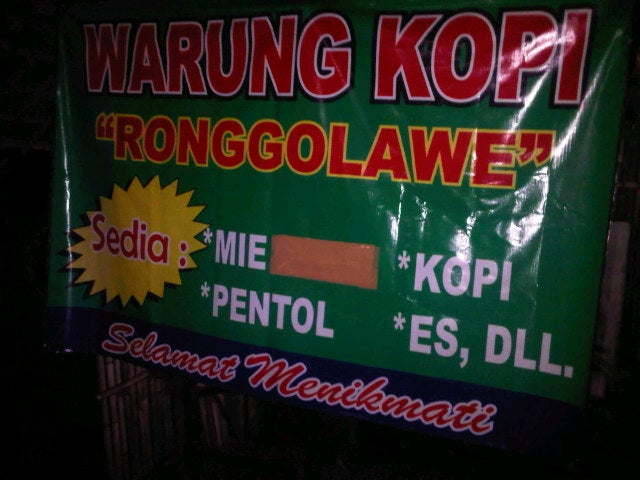 WARUNG KOPI
"RONGGOLAWE"
Sedia :
*MIE *KOPI
*PENTOL *ES, DLL.
Selamat Menikmati